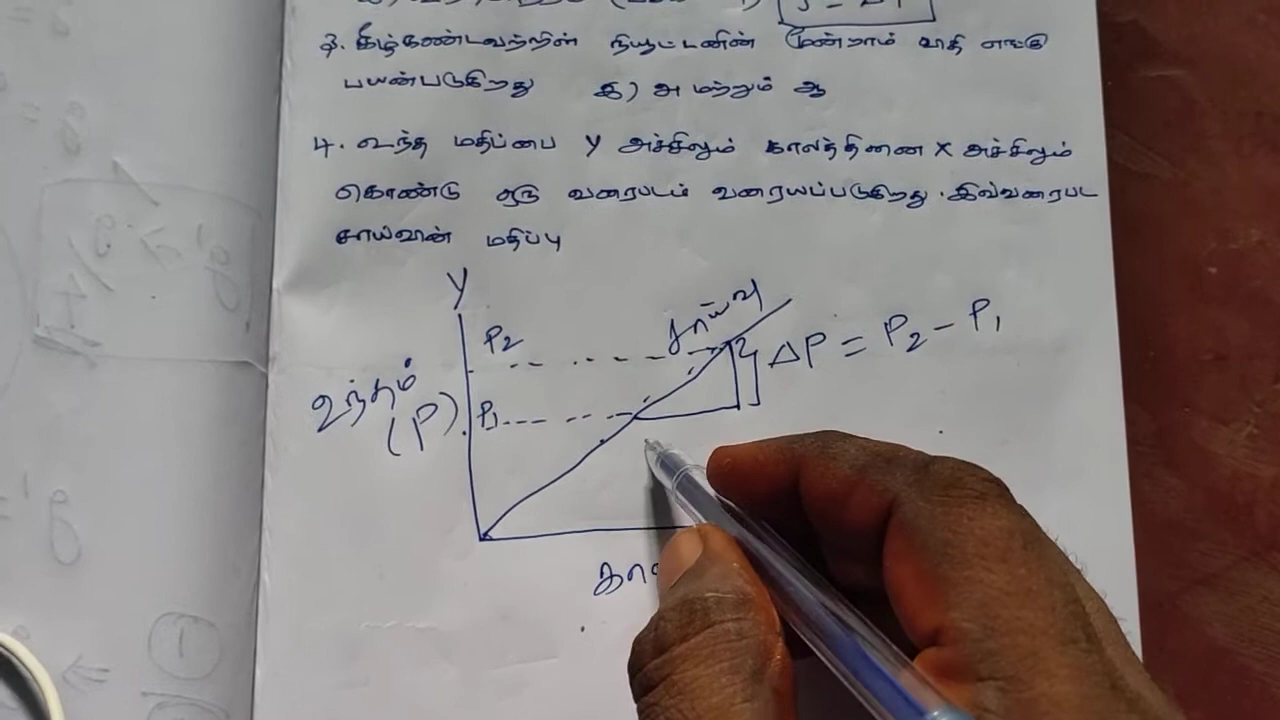 J = ΔP
3. கீழ்கண்டவற்றில் நியூட்டனின் மூன்றாம் விதி எங்கு
பயன்படுகிறது இ) அ மற்றும் ஆ
4. உந்த மதிப்பை Y அச்சிலும் காலத்தினை X அச்சிலும்
கொண்டு ஒரு வரைபடம் வரையப்படுகிறது. இவ்வரைபட
சாய்வின் மதிப்பு
Y
சாய்வு
P2
ΔP = P2 - P1
உந்தம்
(P)
P1